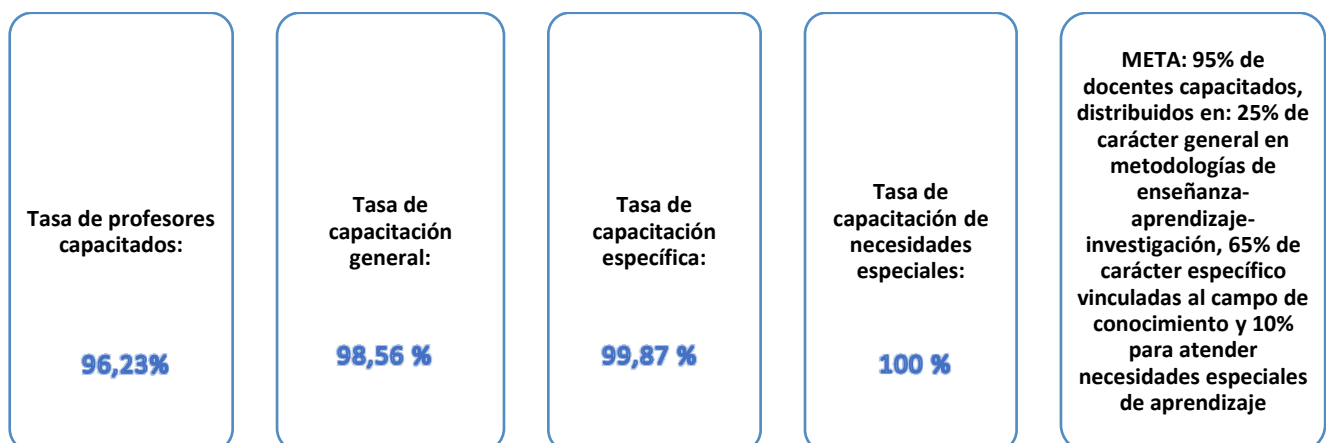 Tasa de profesores
capacitados:
96,23%
Tasa de
capacitación
general:
98,56 %
Tasa de
capacitación
específica:
99,87 %
Tasa de
capacitación de
necesidades
especiales:
100 %
META: 95% de
docentes capacitados,
distribuidos en: 25% de
carácter general en
metodologías de
enseñanza-
aprendizaje-
investigación, 65% de
carácter específico
vinculadas al campo de
conocimiento y 10%
para atender
necesidades especiales
de aprendizaje